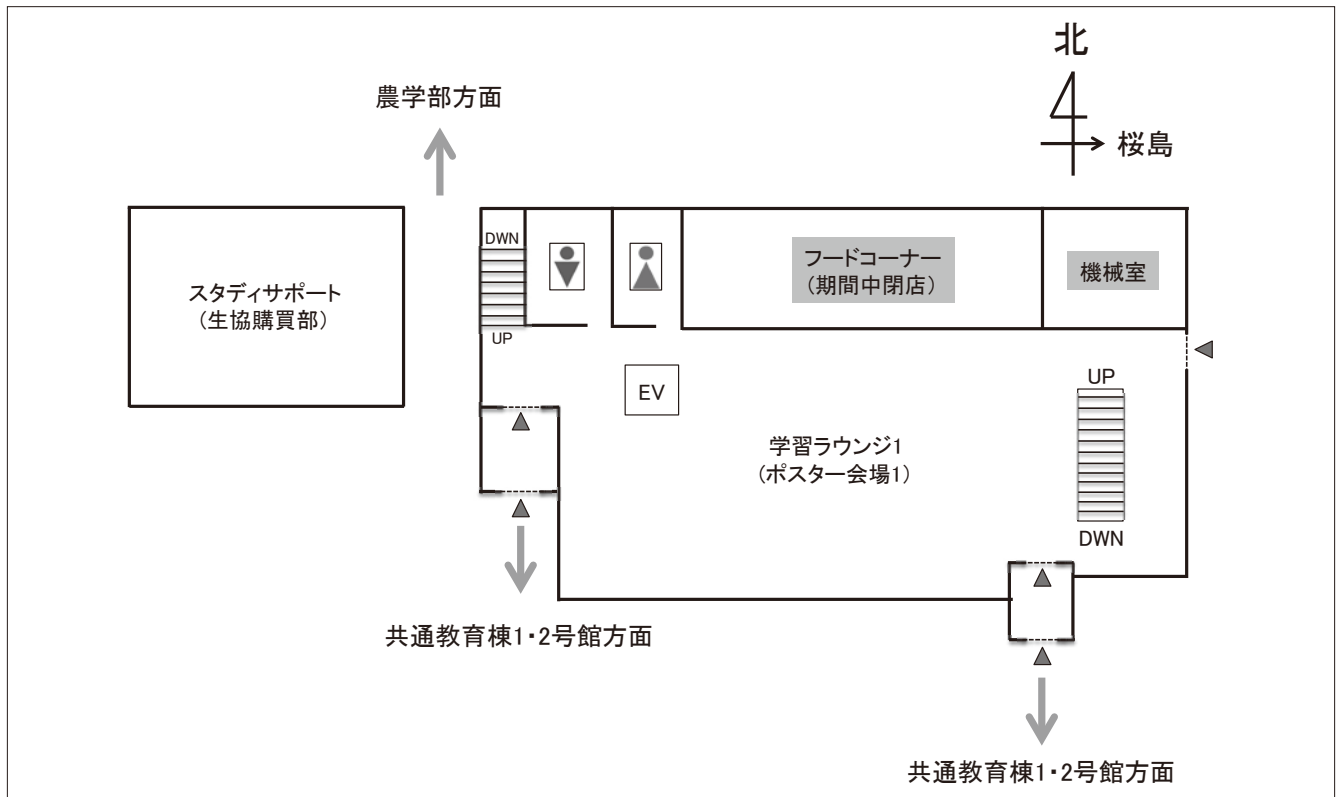 北
農学部方面
桜島
DWN
UP
スタディサポート
（生協購買部）
フードコーナー
（期間中閉店）
機械室
EV
UP
DWN
学習ラウンジ1
（ポスター会場1）
共通教育棟1・2号館方面
共通教育棟1・2号館方面